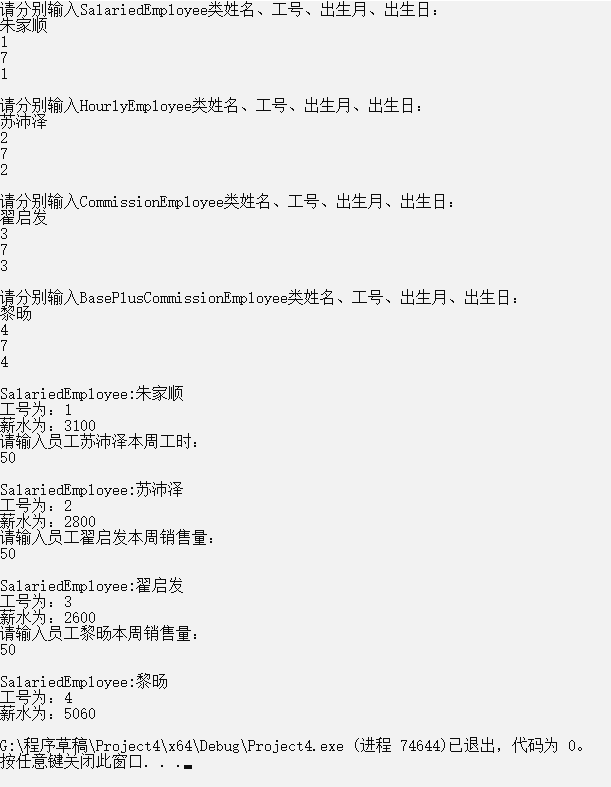 请分别输入SalariedEmployee类姓名、工号、出生月、出生日:
朱家顺
1
7
1
请分别输入HourlyEmployee类姓名、工号、出生月、出生日:
苏沛泽
2
7
2
请分别输入CommissionEmployee类姓名、工号、出生月、出生日:
翟启发
3
7
3
请分别输入BasePlusCommissionEmployee类姓名、工号、出生月、出生日:
黎旸
4
7
4
SalariedEmployee:朱家顺
工号为: 1
薪水为: 3100
请输入员工苏沛泽本周工时:
50
SalariedEmployee:苏沛泽
工号为: 2
薪水为: 2800
请输入员工翟启发本周销售量:
50
SalariedEmployee:翟启发
工号为: 3
薪水为: 2600
请输入员工黎旸本周销售量:
50
SalariedEmployee:黎旸
工号为: 4
薪水为: 5060
G:\程序草稿\Project4\x64\Debug\Project4.exe (进程 74644)已退出，代码为 0。
按任意键关闭此窗口. . .